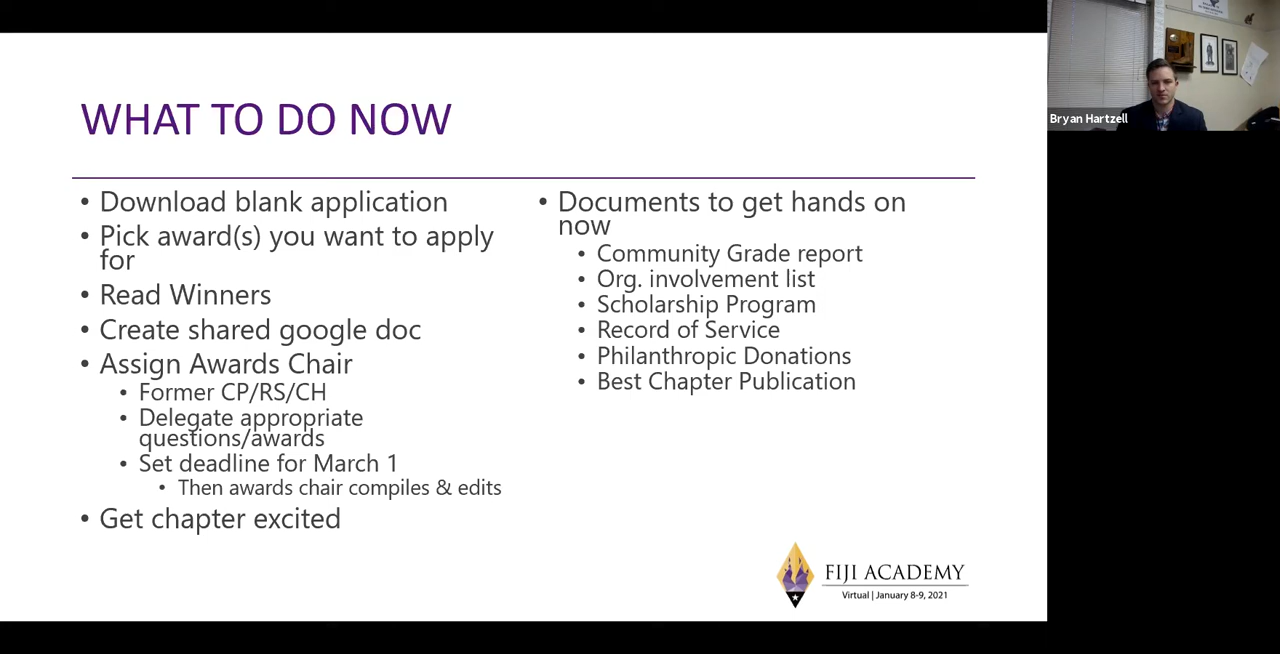 WHAT TO DO NOW
• Download blank application
• Pick award(s) you want to apply
for
• Read Winners
• Create shared google doc
• Assign Awards Chair
• Former CP/RS/CH
• Delegate appropriate
questions/awards
• Set deadline for March 1
• Then awards chair compiles & edits
• Get chapter excited
• Documents to get hands on
now
• Community Grade report
• Org. involvement list
• Scholarship Program
• Record of Service
• Philanthropic Donations
• Best Chapter Publication
FIJI ACADEMY
Virtual | January 8-9, 2021
Bryan Hartzell